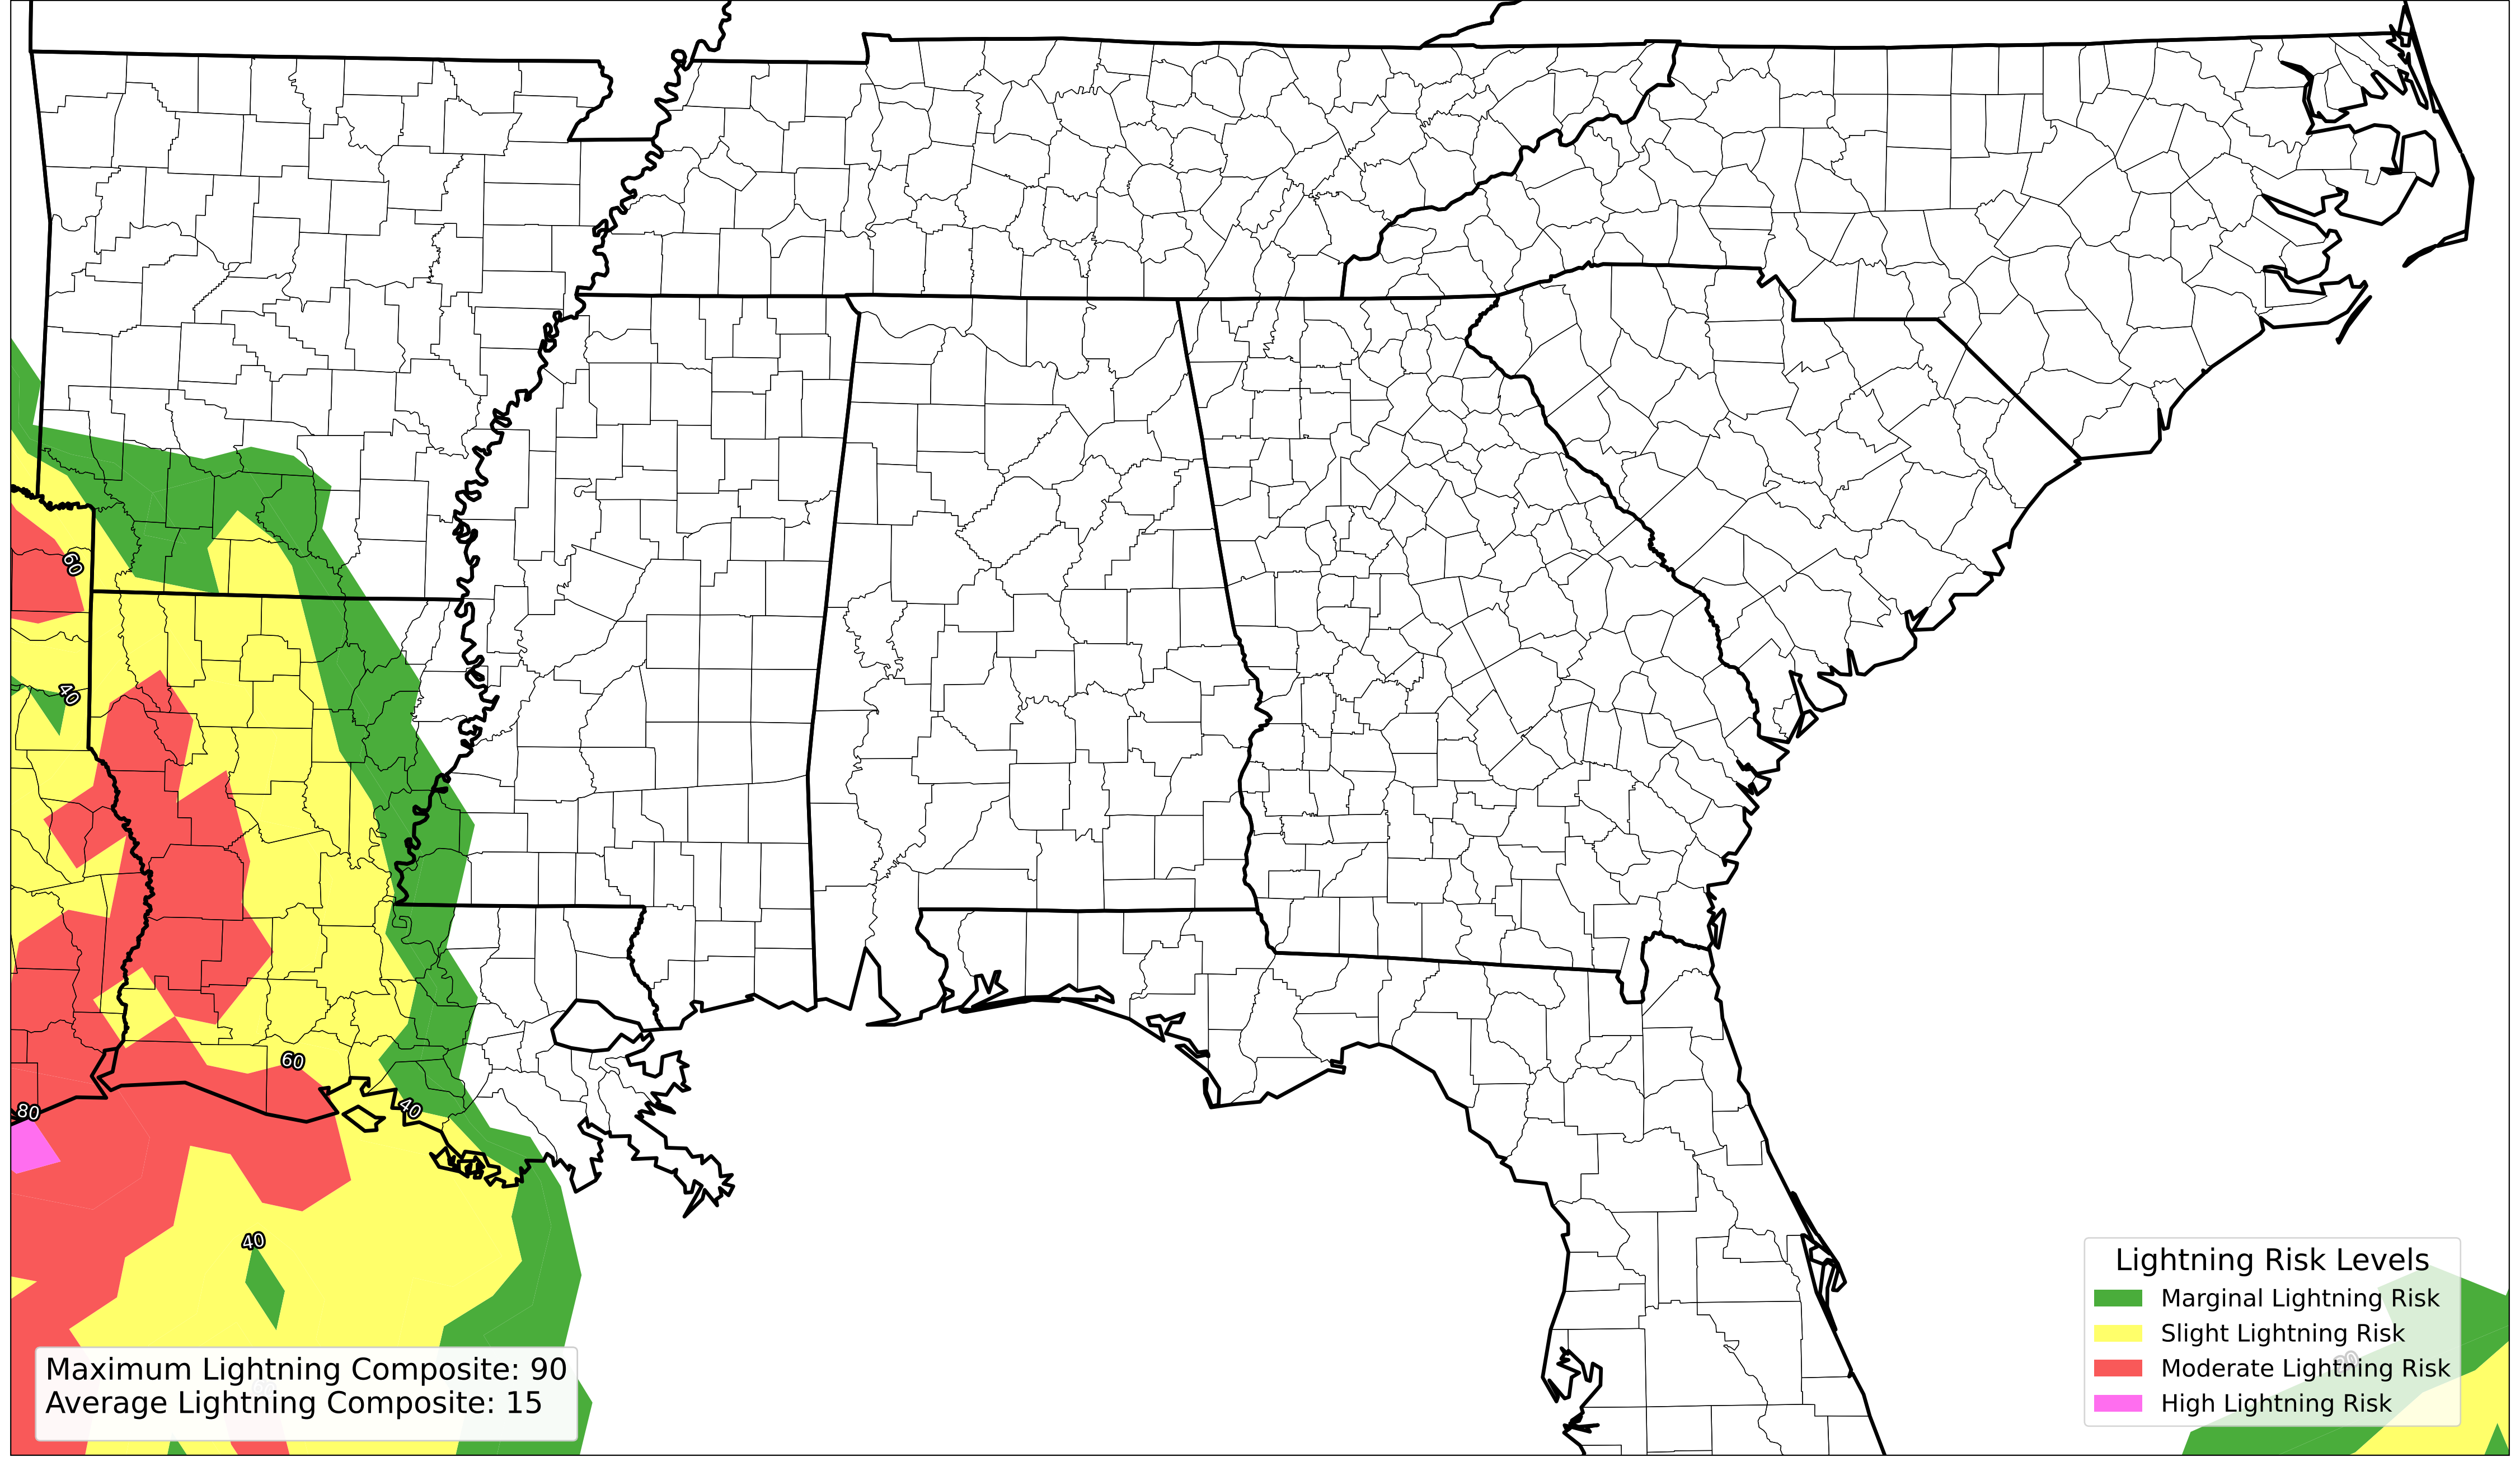 60
40
60
80
40
40
Lightning Risk Levels
Marginal Lightning Risk
Slight Lightning Risk
Moderate Lightning Risk
High Lightning Risk
Maximum Lightning Composite: 90
Average Lightning Composite: 15